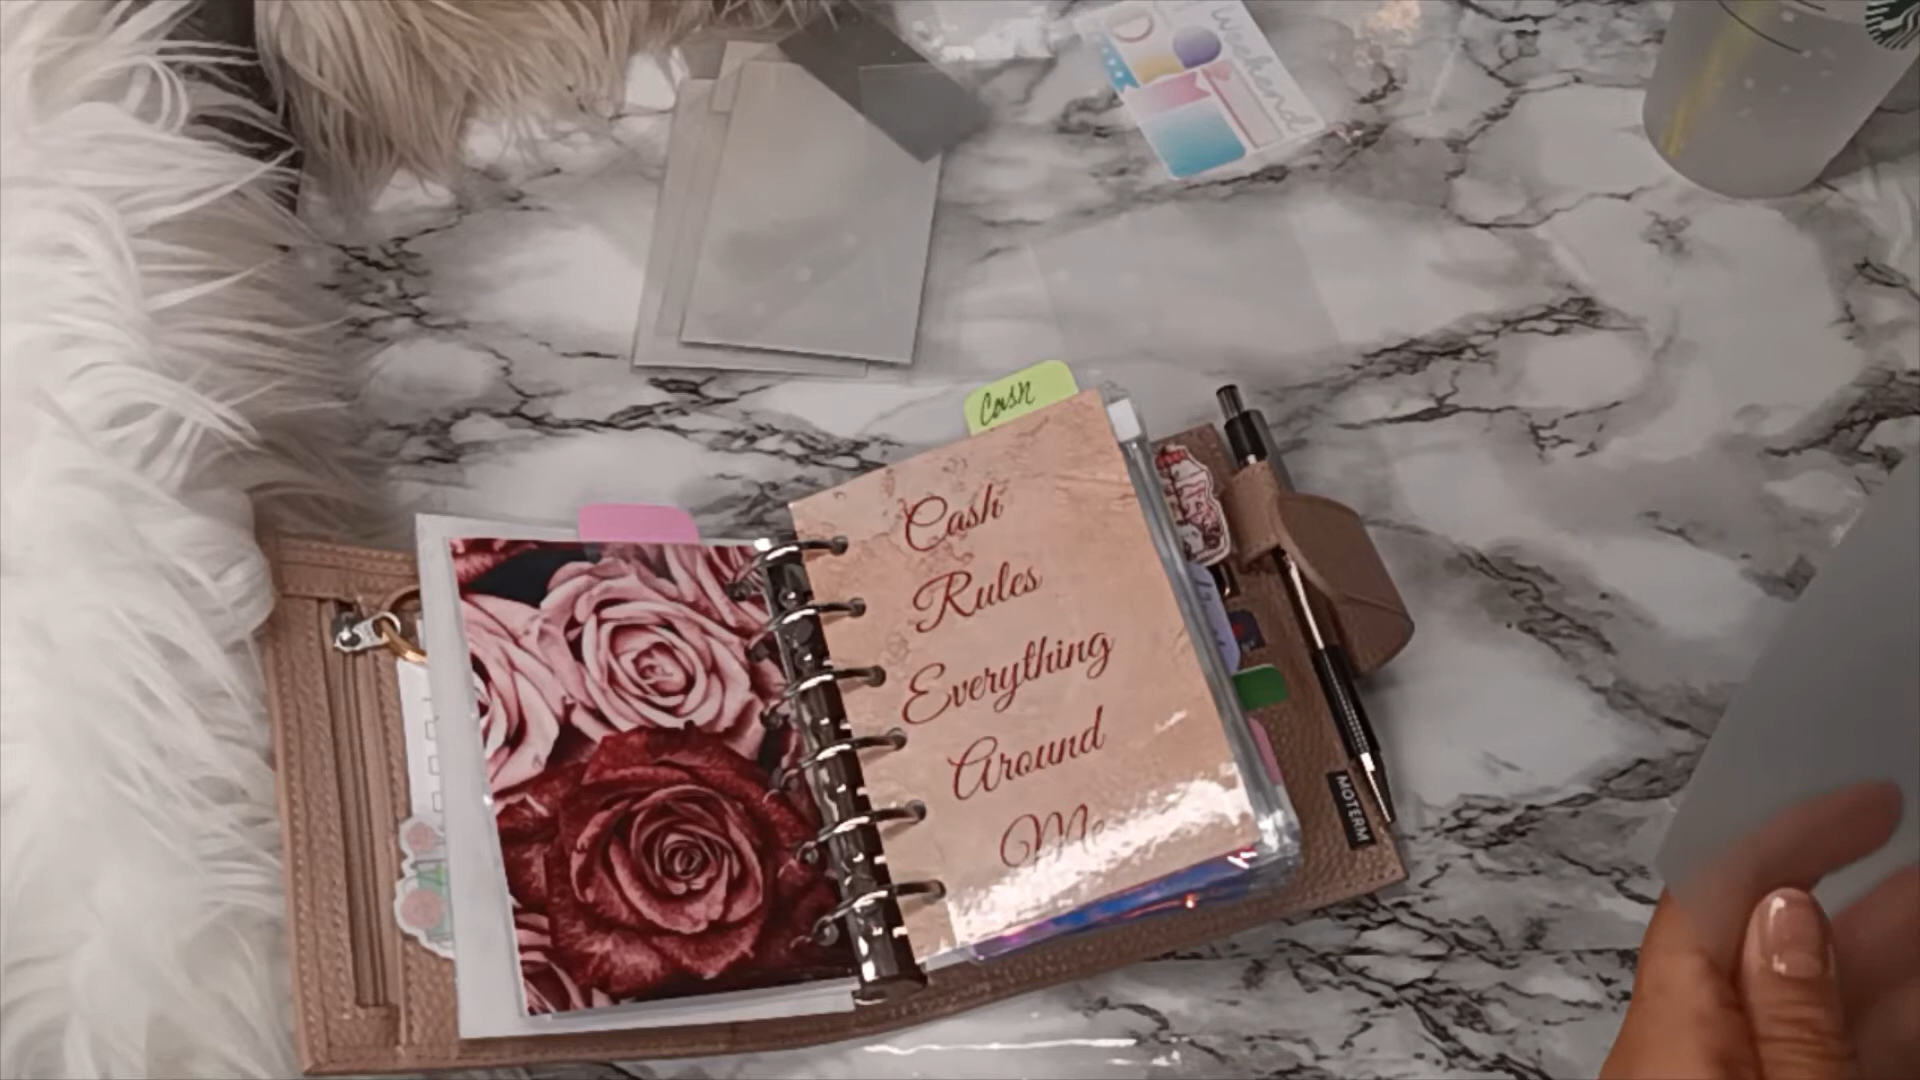 Weekend
Cash
Cash
Rules
Everything
Around
Me
MOTERM